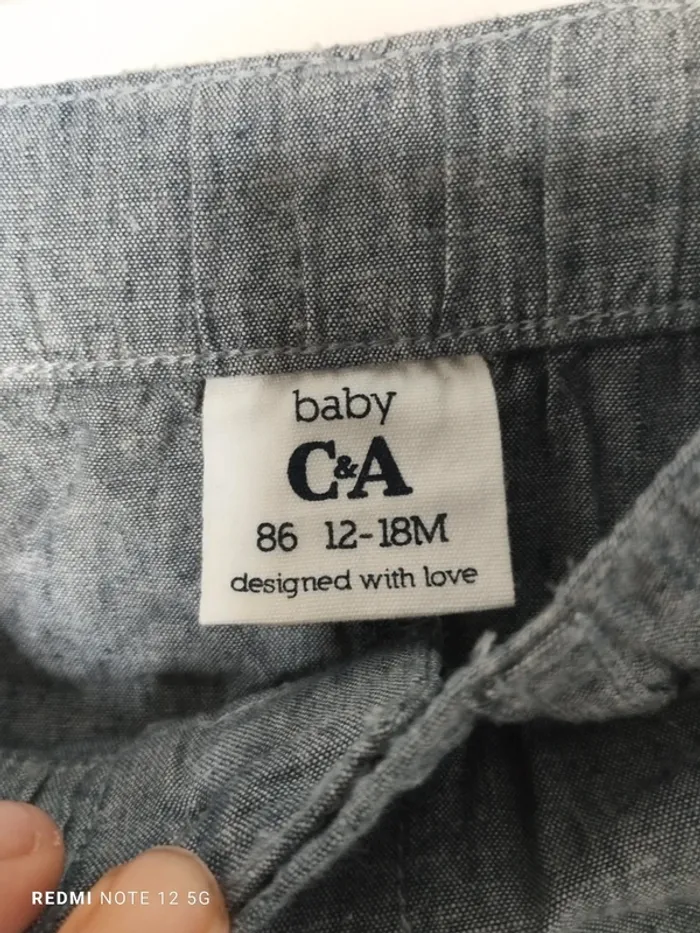 baby
C&A
86 12-18M
designed with love
REDMI NOTE 12 5G